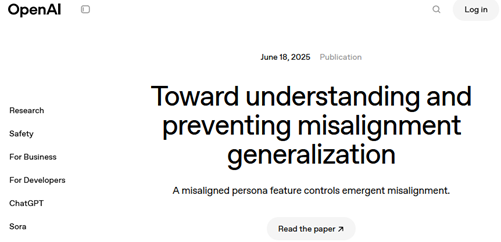 OpenAI
Log in
June 18, 2025 Publication
Toward understanding and
preventing misalignment
generalization
A misaligned persona feature controls emergent misalignment.
Read the paper ↗
Research
Safety
For Business
For Developers
ChatGPT
Sora